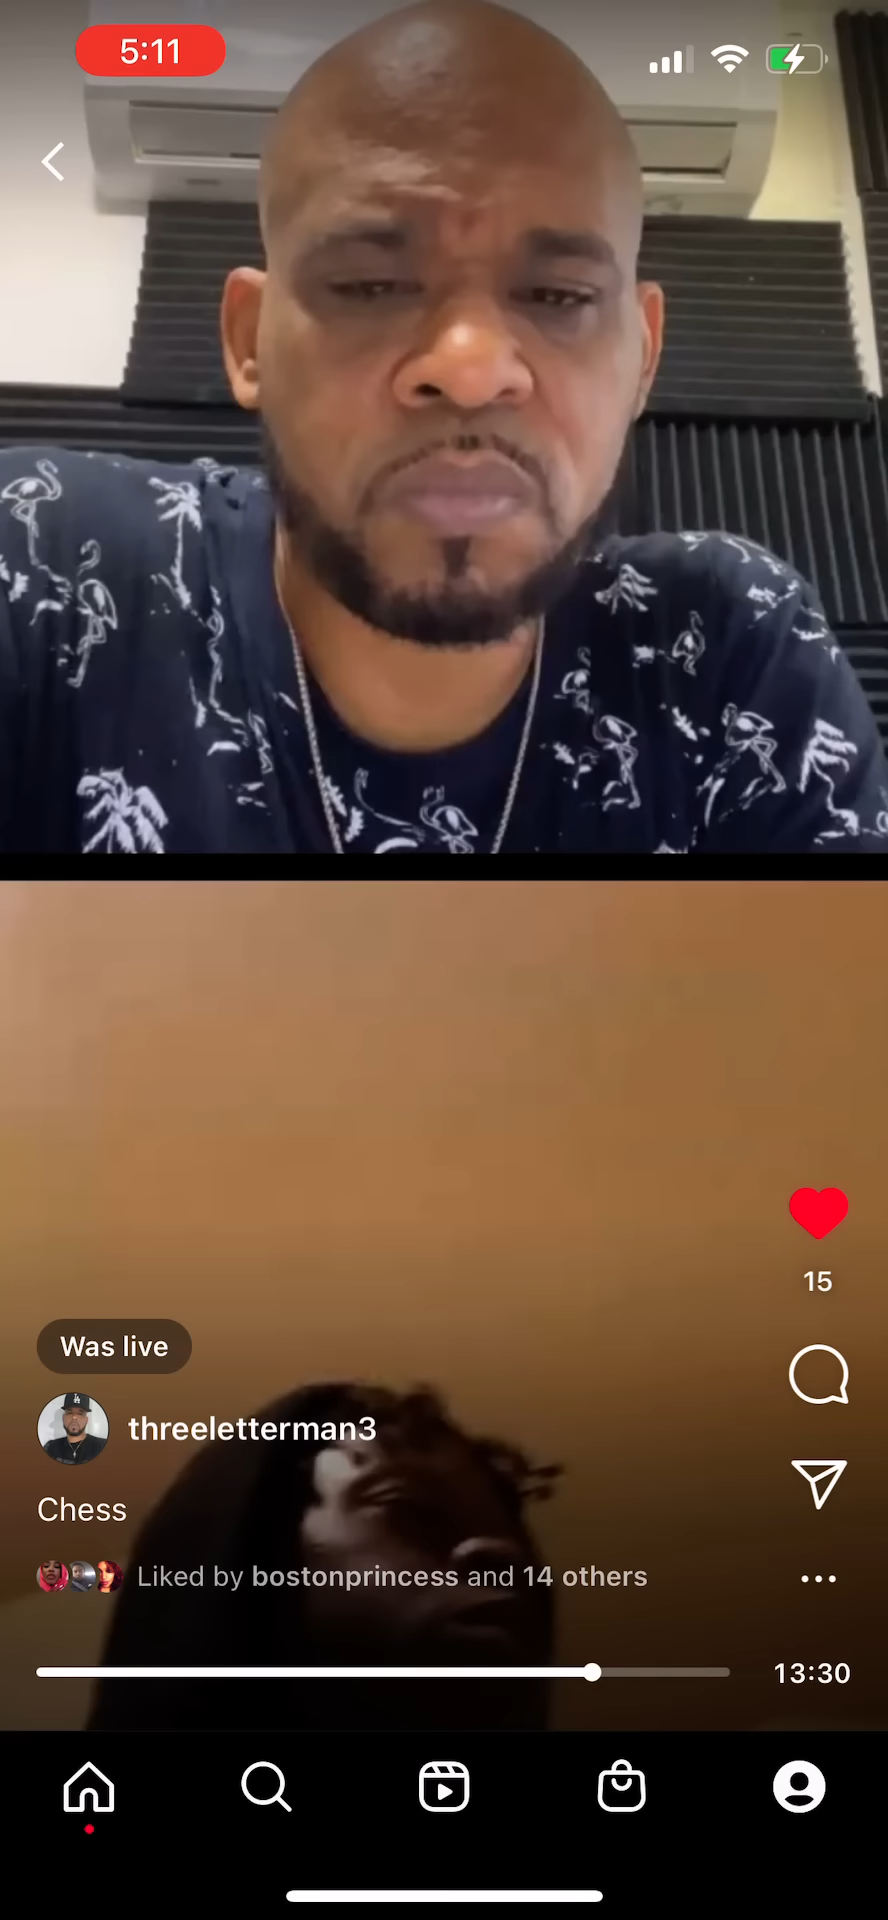 5:11
15
Was live
threeletterman3
Chess
Liked by bostonprincess and 14 others
13:30